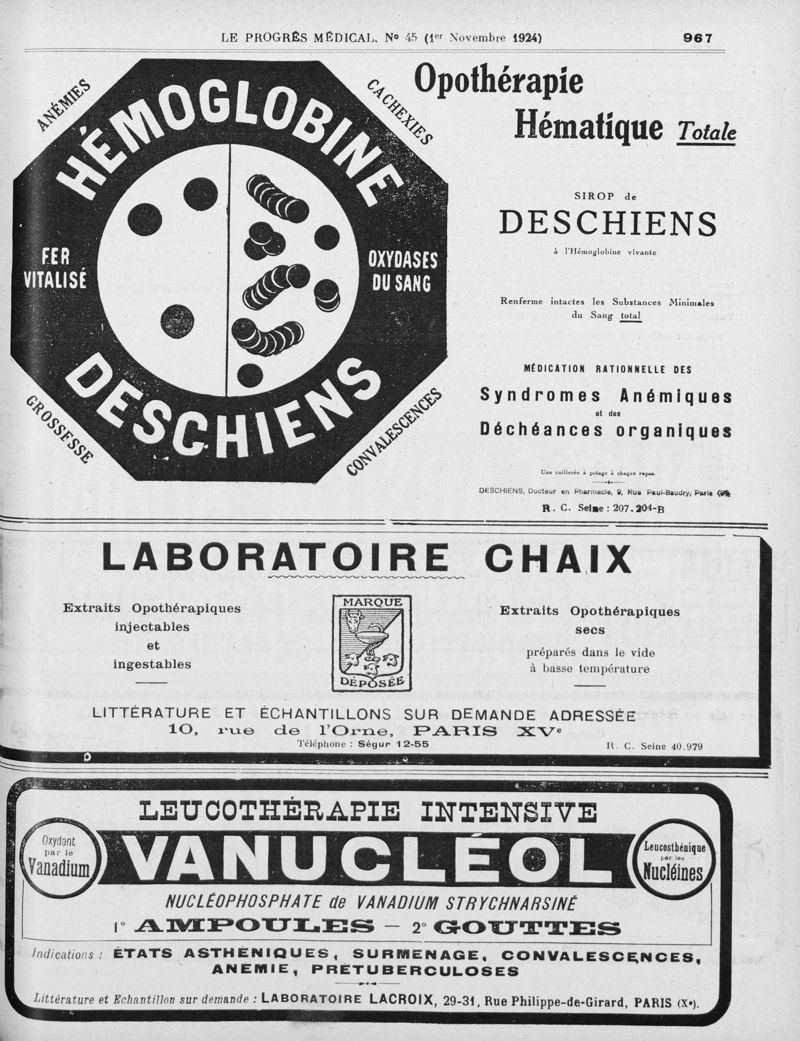 LE PROGRÈS MÉDICAL. No 45 (1er Novembre 1924)
967
ANÉMIES
CACHEXIES
HÉMOGLOBINE
FER
VITALISÉ
OXYDASES
DU SANG
DESCHIENS
GROSSESSE
CONVALESCENCES
Opothérapie
Hématique Totale
SIROP de
DESCHIENS
à l'Hémoglobine vivante
Renferme intactes les Substances Minimales
du Sang total
MÉDICATION RATIONNELLE DES
Syndromes Anémiques
et des
Déchéances organiques
Une cuillerée à potage à chaque repas.
DESCHIENS, Docteur en Pharmacie, 9, Rue Paul-Baudry, Paris
R. C. Seine : 207.204-B
LABORATOIRE CHAIX
Extraits Opothérapiques
injectables
et
ingestables
MARQUE
DÉPOSÉE
Extraits Opothérapiques
secs
préparés dans le vide
à basse température
LITTÉRATURE ET ÉCHANTILLONS SUR DEMANDE ADRESSÉE
10, rue de l'Orne, PARIS XVe
Téléphone : Ségur 12-55
R. C. Seine 40.979
LEUCOTHÉRAPIE INTENSIVE
Oxydant
par le
Vanadium
VANUCLÉOL
Leucosthénique
par les
Nucléines
NUCLÉOPHOSPHATE de VANADIUM STRYCHNARSINÉ
1° AMPOULES — 2° GOUTTES
Indications : ÉTATS ASTHÉNIQUES, SURMENAGE, CONVALESCENCES,
ANÉMIE, PRÉTUBERCULOSES
Littérature et Echantillon sur demande : LABORATOIRE LACROIX, 29-31, Rue Philippe-de-Girard, PARIS (Xe).